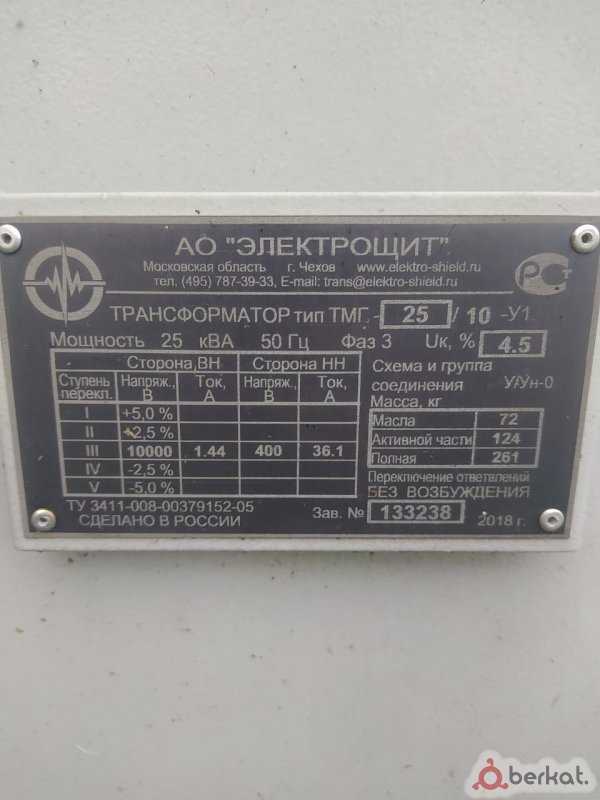 АО "ЭЛЕКТРОЩИТ"
Московская область г. Чехов www.elektro-shield.ru
тел. (495) 787-39-33, E-mail: trans@elektro-shield.ru
РСт
ТРАНСФОРМАТОР тип ТМГ - 25 / 10 -У1
Мощность 25 кВА 50 Гц Фаз 3 Uк, % 4.5
Сторона ВН Сторона НН
Ступень перекл. Напряж., В Ток, А Напряж., В Ток, А
I +5,0 %
II +2,5 %
III 10000 1.44 400 36.1
IV -2,5 %
V -5,0 %
Схема и группа
соединения У/Ун-0
Масса, кг
Масла 72
Активной части 124
Полная 261
Переключение ответвлений
БЕЗ ВОЗБУЖДЕНИЯ
ТУ 3411-008-00379152-05
СДЕЛАНО В РОССИИ
Зав. № 133238 2018 г.
berkat.